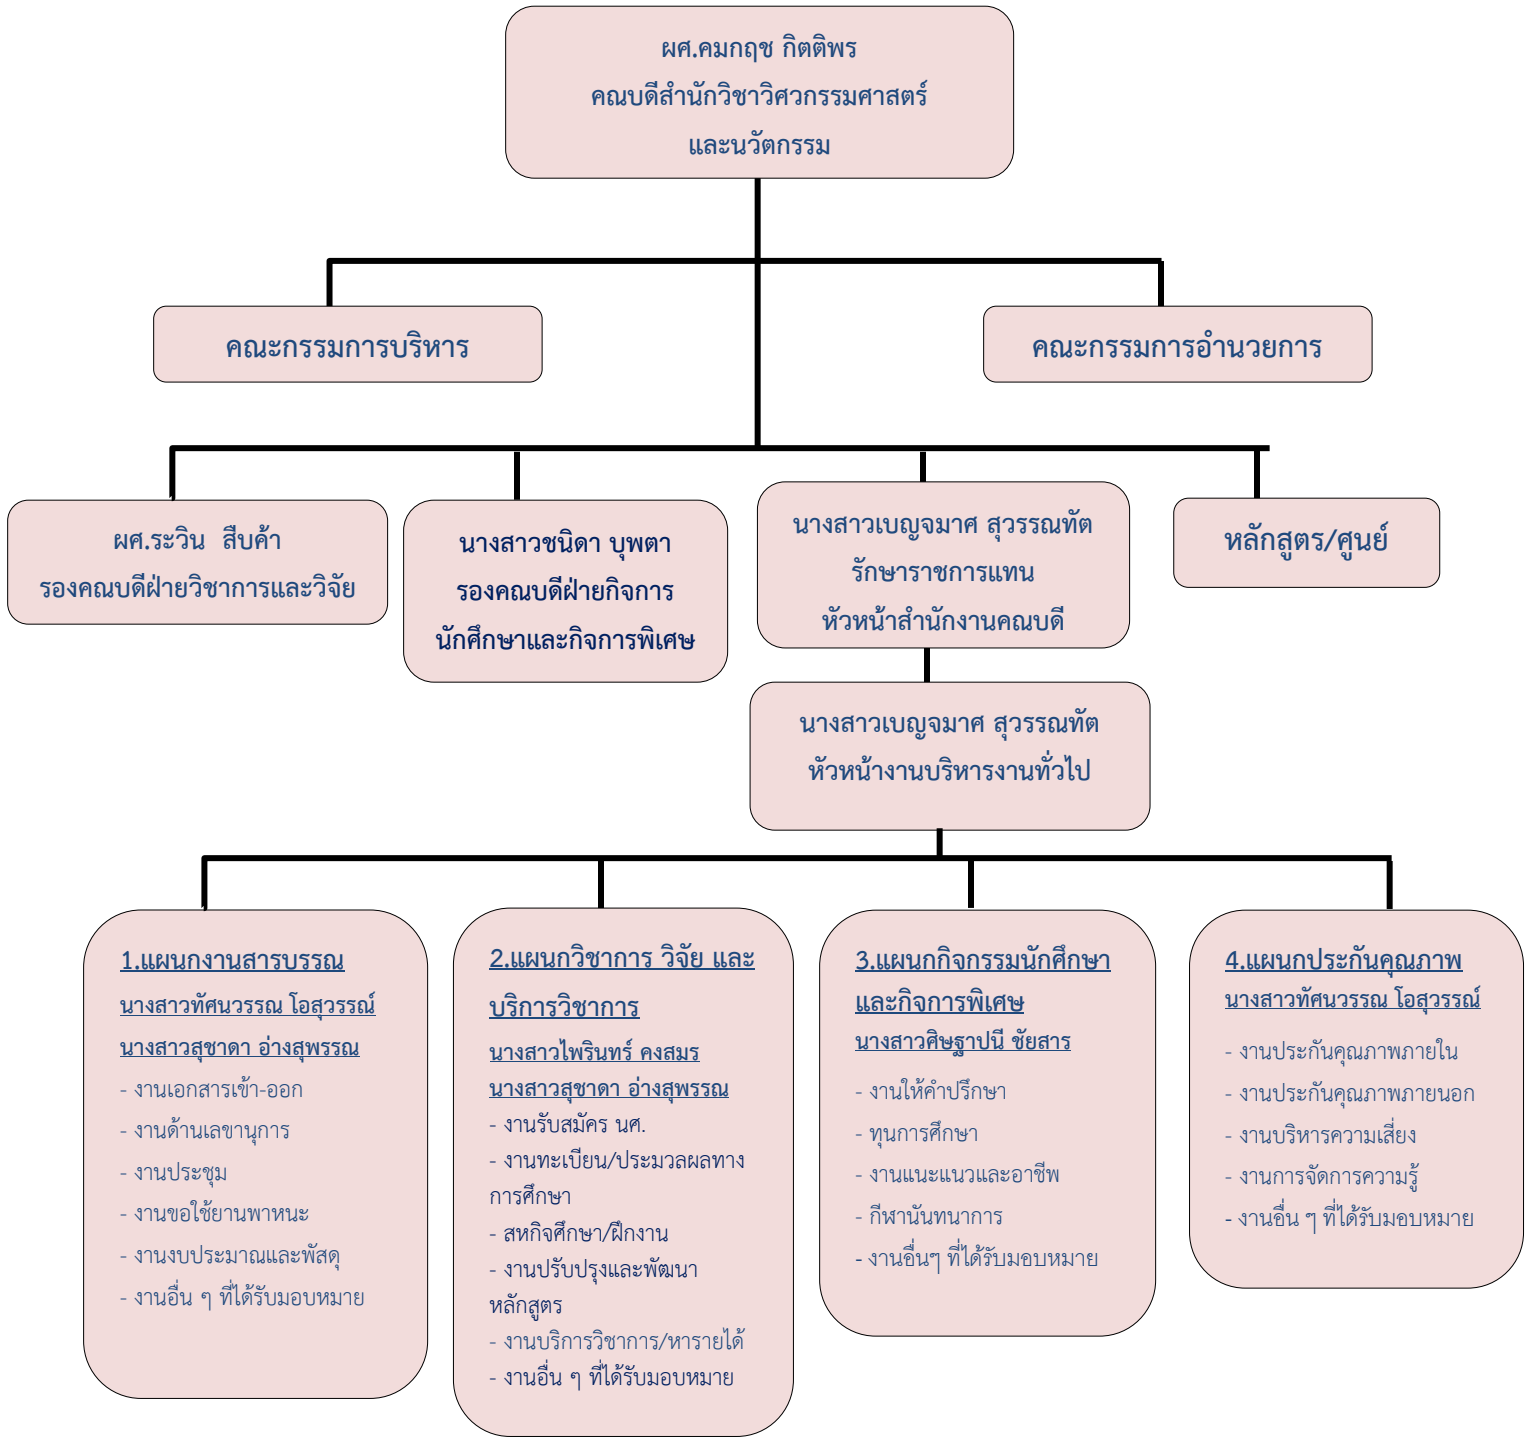 ผศ.คมกฤช กิตติพร
คณบดีสำนักวิชาวิศวกรรมศาสตร์
และนวัตกรรม
คณะกรรมการบริหาร
คณะกรรมการอำนวยการ
ผศ.ระวิน สืบค้า
รองคณบดีฝ่ายวิชาการและวิจัย
นางสาวชนิดา บุพตา
รองคณบดีฝ่ายกิจการ
นักศึกษาและกิจการพิเศษ
นางสาวเบญจมาศ สุวรรณทัต
รักษาราชการแทน
หัวหน้าสำนักงานคณบดี
หลักสูตร/ศูนย์
นางสาวเบญจมาศ สุวรรณทัต
หัวหน้างานบริหารงานทั่วไป
1.แผนกงานสารบรรณ
นางสาวทัศนวรรณ โอสุวรรณ์
นางสาวสุชาดา อ่างสุพรรณ
- งานเอกสารเข้า-ออก
- งานด้านเลขานุการ
- งานประชุม
- งานขอใช้ยานพาหนะ
- งานงบประมาณและพัสดุ
- งานอื่น ๆ ที่ได้รับมอบหมาย
2.แผนกวิชาการ วิจัย และ
บริการวิชาการ
นางสาวไพรินทร์ คงสมร
นางสาวสุชาดา อ่างสุพรรณ
- งานรับสมัคร นศ.
- งานทะเบียน/ประมวลผลทาง
การศึกษา
- สหกิจศึกษา/ฝึกงาน
- งานปรับปรุงและพัฒนา
หลักสูตร
- งานบริการวิชาการ/หารายได้
- งานอื่น ๆ ที่ได้รับมอบหมาย
3.แผนกกิจกรรมนักศึกษา
และกิจการพิเศษ
นางสาวศิษฐาปนี ชัยสาร
- งานให้คำปรึกษา
- ทุนการศึกษา
- งานแนะแนวและอาชีพ
- กีฬานันทนาการ
- งานอื่นๆ ที่ได้รับมอบหมาย
4.แผนกประกันคุณภาพ
นางสาวทัศนวรรณ โอสุวรรณ์
- งานประกันคุณภาพภายใน
- งานประกันคุณภาพภายนอก
- งานบริหารความเสี่ยง
- งานการจัดการความรู้
- งานอื่น ๆ ที่ได้รับมอบหมาย